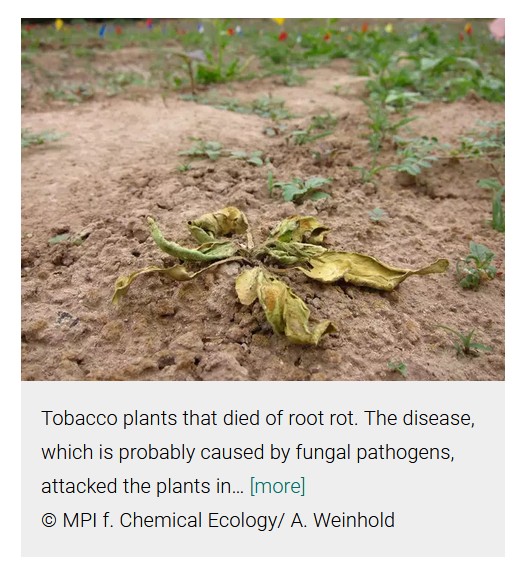 Tobacco plants that died of root rot. The disease,
which is probably caused by fungal pathogens,
attacked the plants in... [more]
© MPI f. Chemical Ecology/ A. Weinhold